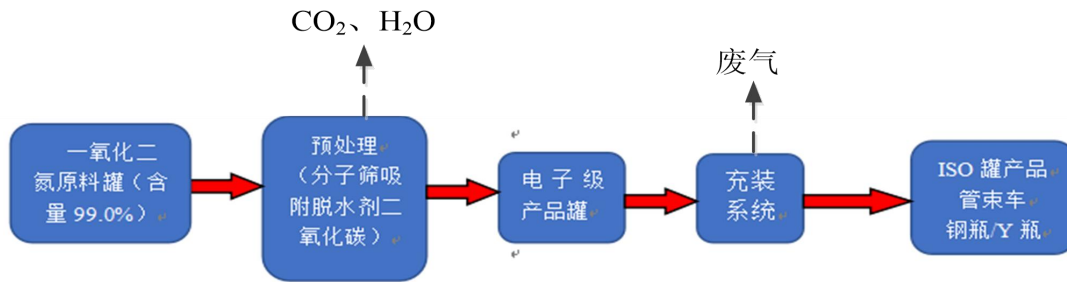 CO₂、H₂O
废气
一氧化二
氮原料罐（含
量 99.0%）
预处理
（分子筛吸
附脱水剂二
氧化碳）
电子级
产品罐
充装
系统
ISO 罐产品
管束车
钢瓶/Y 瓶